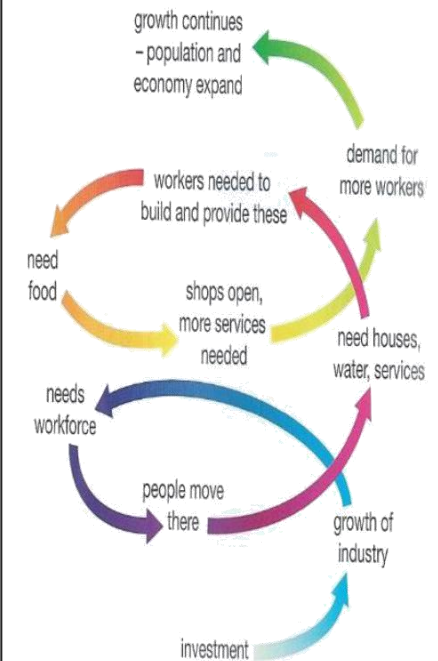 growth continues
– population and
economy expand
demand for
more workers
workers needed to
build and provide these
need
food
shops open,
more services
needed
need houses,
water, services
needs
workforce
people move
there
growth of
industry
investment